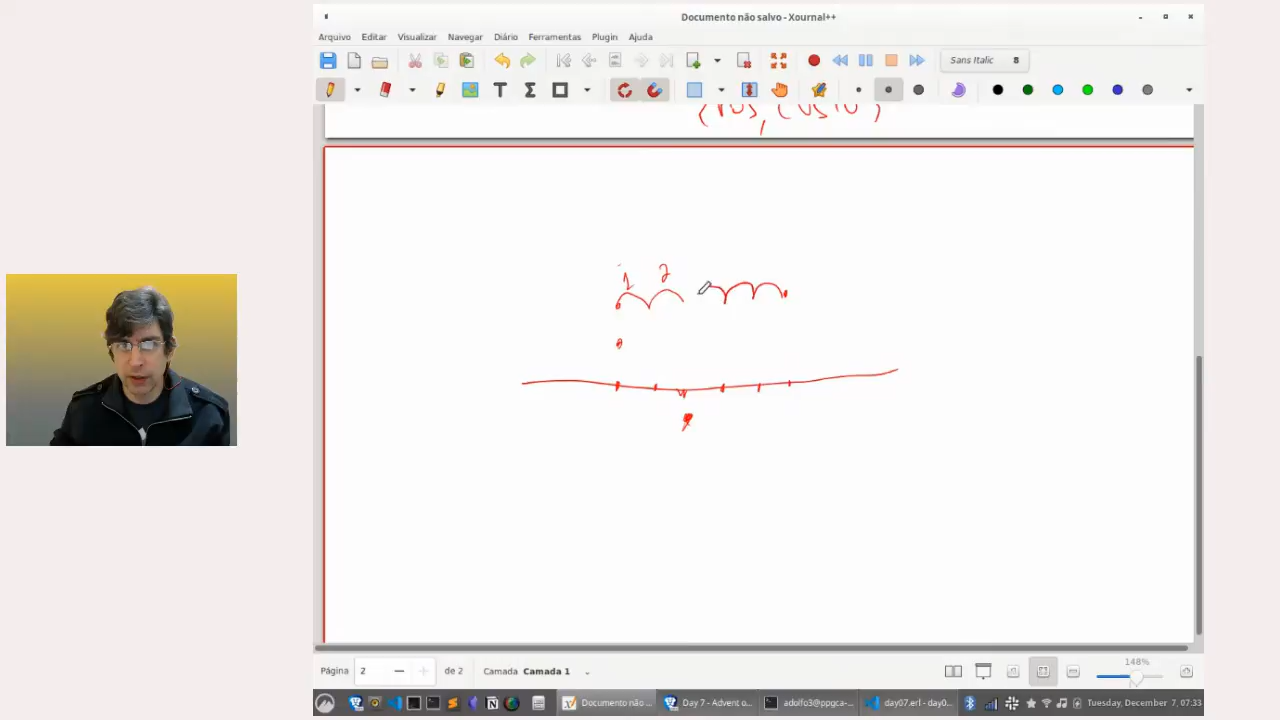 Documento não salvo - Xournal++
Arquivo Editar Visualizar Navegar Diário Ferramentas Plugin Ajuda
Sans Italic 8
1 2
148%
Página 2 de 2 Camada Camada 1
Documento não ... Day 7 - Advent o... adolfo3@ppgca-... day07.erl - day0... Tuesday, December 7, 07:33